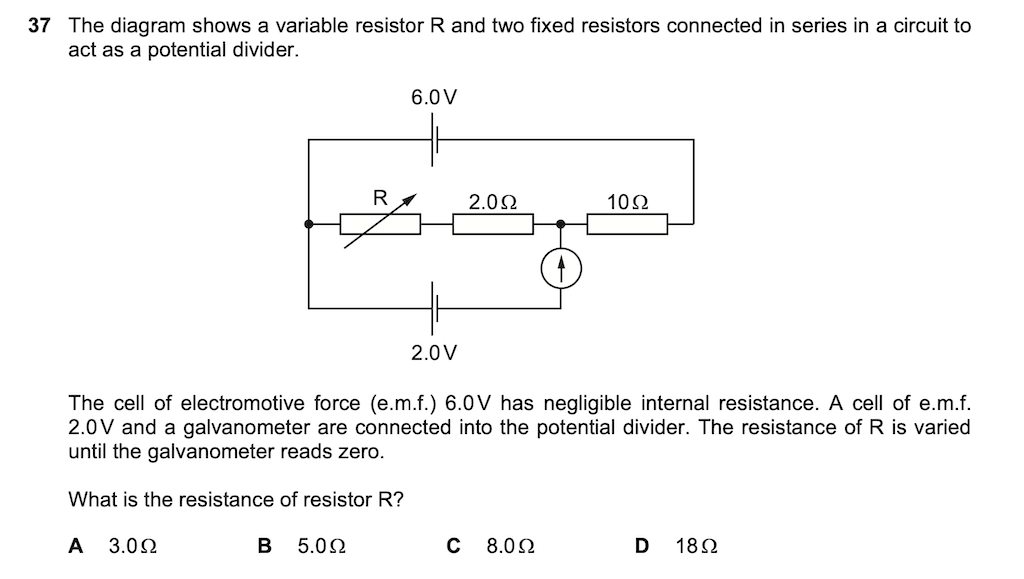 37 The diagram shows a variable resistor R and two fixed resistors connected in series in a circuit to
act as a potential divider.
6.0 V
R
2.0 Ω
10 Ω
2.0 V
The cell of electromotive force (e.m.f.) 6.0 V has negligible internal resistance. A cell of e.m.f.
2.0 V and a galvanometer are connected into the potential divider. The resistance of R is varied
until the galvanometer reads zero.
What is the resistance of resistor R?
A 3.0 Ω B 5.0 Ω C 8.0 Ω D 18 Ω